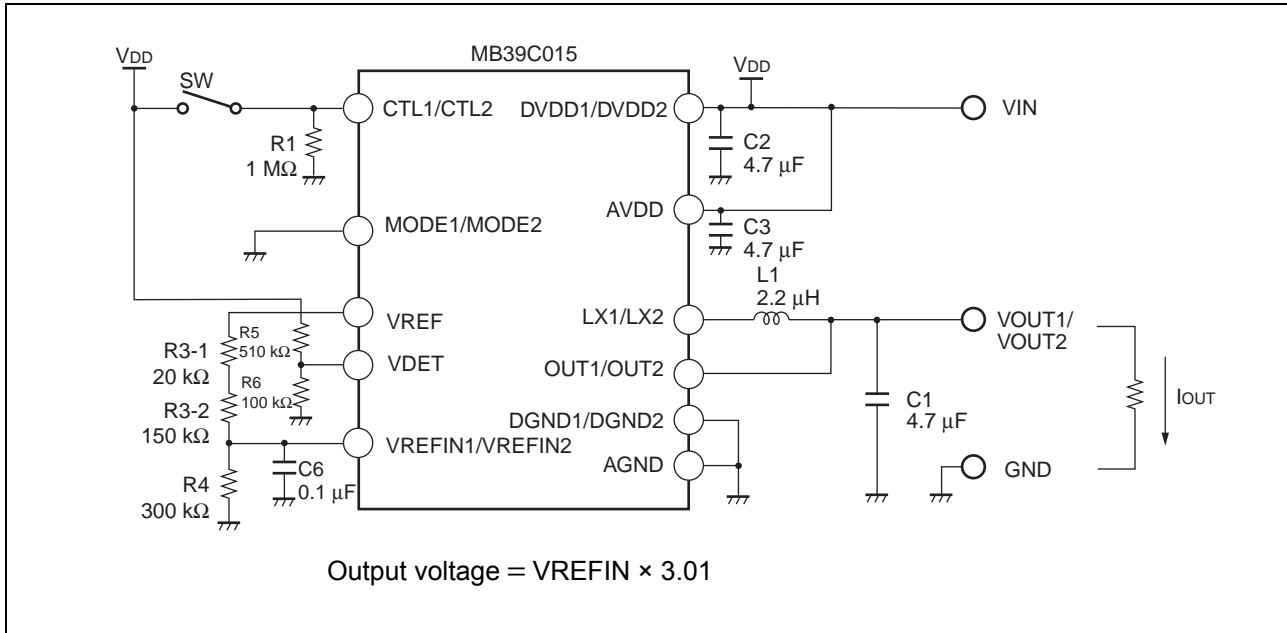 MB39C015
VDD
SW
CTL1/CTL2
R1
1 MΩ
MODE1/MODE2
VREF
R5
510 kΩ
R3-1
20 kΩ
VDET
R6
100 kΩ
R3-2
150 kΩ
VREFIN1/VREFIN2
C6
0.1 μF
R4
300 kΩ
VDD
DVDD1/DVDD2
VIN
C2
4.7 μF
AVDD
C3
4.7 μF
L1
2.2 μH
LX1/LX2
VOUT1/
VOUT2
OUT1/OUT2
C1
4.7 μF
IOUT
DGND1/DGND2
AGND
GND
Output voltage = VREFIN × 3.01